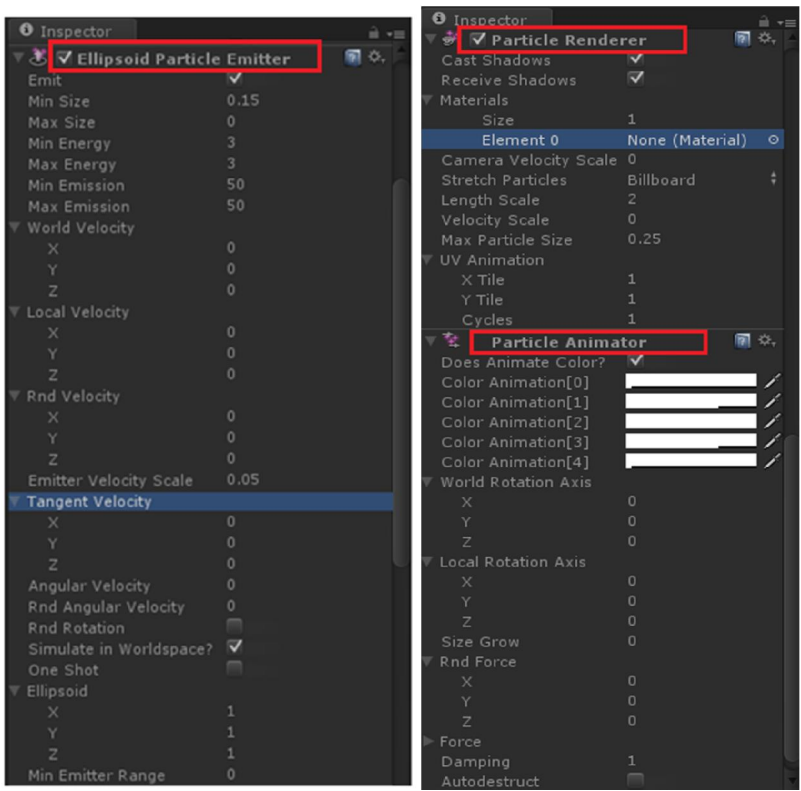 Inspector
Ellipsoid Particle Emitter
Emit
Min Size 0.15
Max Size 0
Min Energy 3
Max Energy 3
Min Emission 50
Max Emission 50
World Velocity
X 0
Y 0
Z 0
Local Velocity
X 0
Y 0
Z 0
Rnd Velocity
X 0
Y 0
Z 0
Emitter Velocity Scale 0.05
Tangent Velocity
X 0
Y 0
Z 0
Angular Velocity 0
Rnd Angular Velocity 0
Rnd Rotation
Simulate in Worldspace?
One Shot
Ellipsoid
X 1
Y 1
Z 1
Min Emitter Range 0
Inspector
Particle Renderer
Cast Shadows
Receive Shadows
Materials
Size 1
Element 0 None (Material)
Camera Velocity Scale 0
Stretch Particles Billboard
Length Scale 2
Velocity Scale 0
Max Particle Size 0.25
UV Animation
X Tile 1
Y Tile 1
Cycles 1
Particle Animator
Does Animate Color?
Color Animation[0]
Color Animation[1]
Color Animation[2]
Color Animation[3]
Color Animation[4]
World Rotation Axis
X 0
Y 0
Z 0
Local Rotation Axis
X 0
Y 0
Z 0
Size Grow 0
Rnd Force
X 0
Y 0
Z 0
Force
Damping 1
Autodestruct